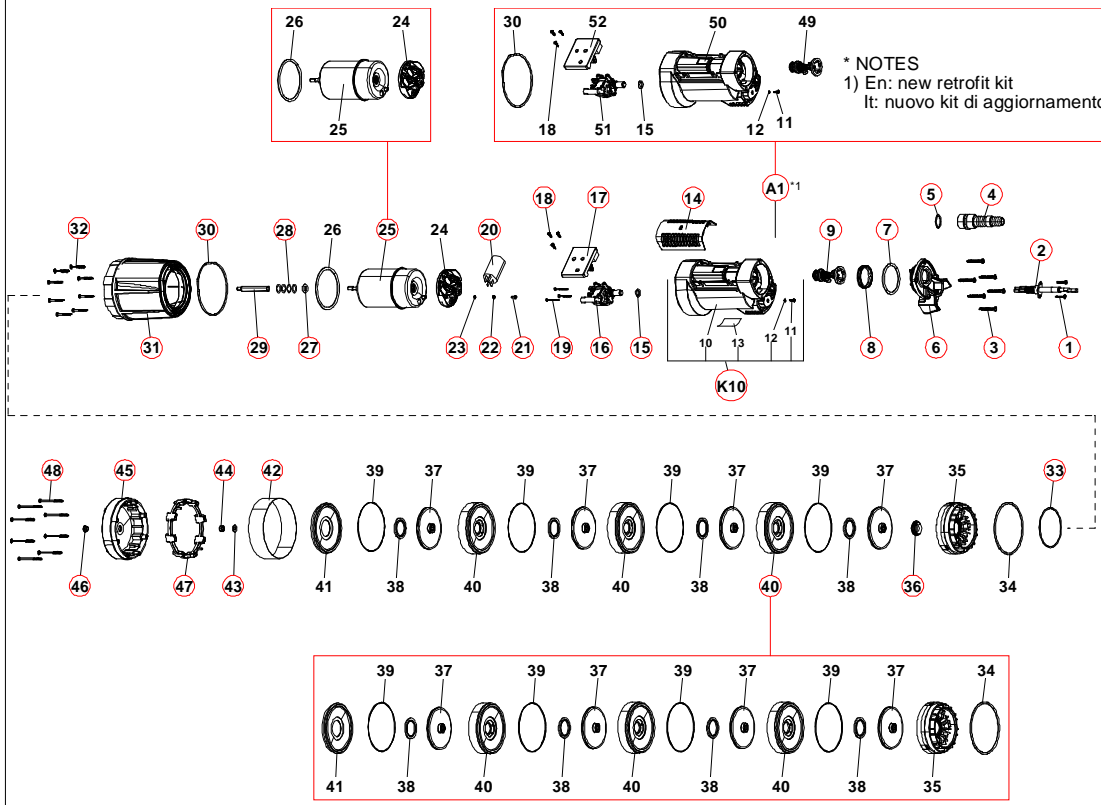 26 24
25
30 52 50 49
18 51 15 12 11
* NOTES
1) En: new retrofit kit
It: nuovo kit di aggiornamento
A1 *1
32 30 28 26 25 24 20 18 17 14 9 7 5 4 2
31 29 27 23 22 21 19 16 15 10 13 12 11 8 6 3 1
K10
48 45 44 42 39 37 39 37 39 37 39 37 35 33
46 47 43 41 38 40 38 40 38 40 38 36 34
39 37 39 37 39 37 39 37 34
41 38 40 38 40 38 40 38 35